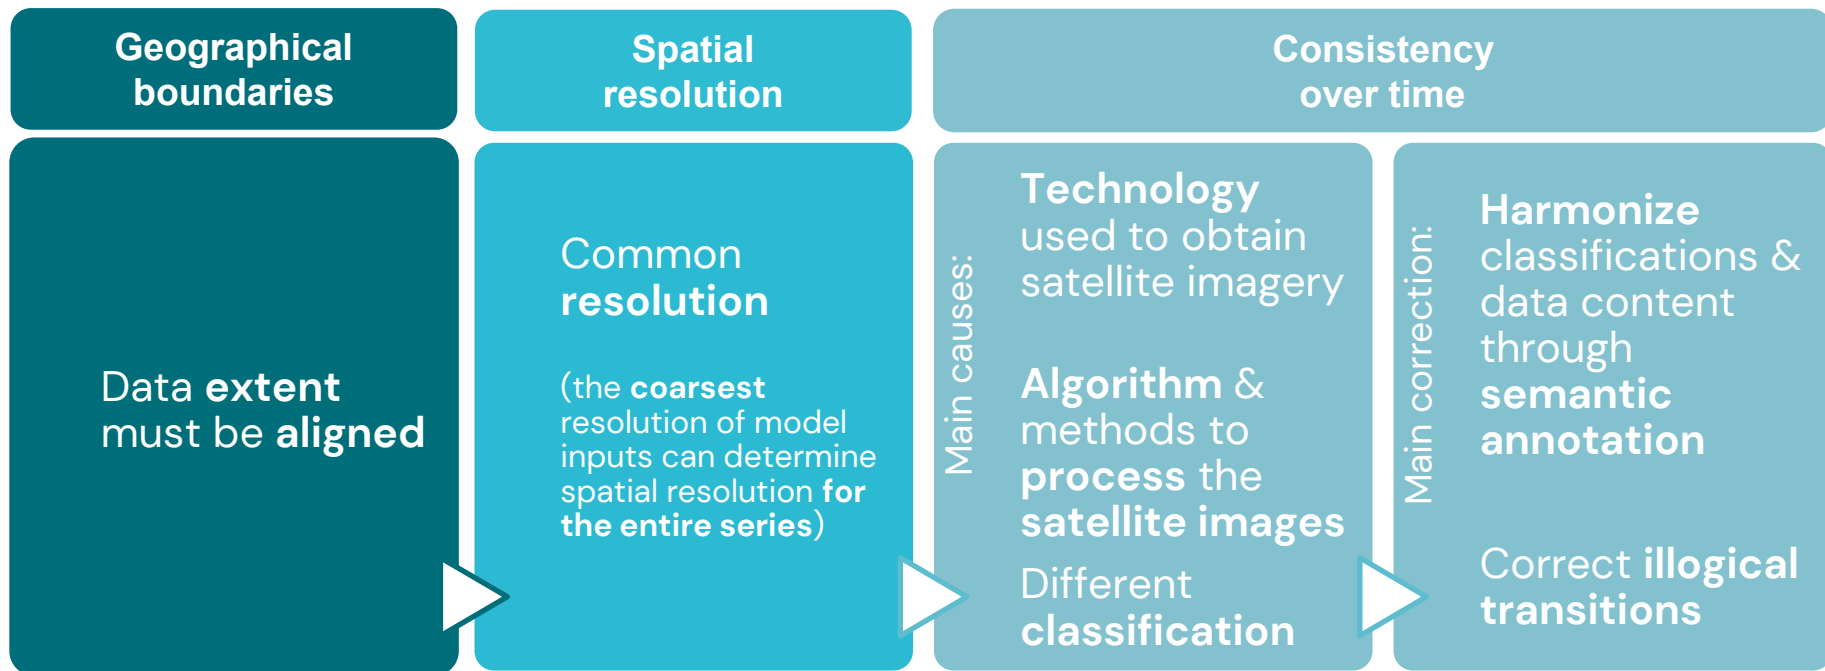 Geographical
boundaries
Data extent
must be aligned
Spatial
resolution
Common
resolution
(the coarsest
resolution of model
inputs can determine
spatial resolution for
the entire series)
Consistency
over time
Main causes:
Technology
used to obtain
satellite imagery
Algorithm &
methods to
process the
satellite images
Different
classification
Main correction:
Harmonize
classifications &
data content
through
semantic
annotation
Correct illogical
transitions